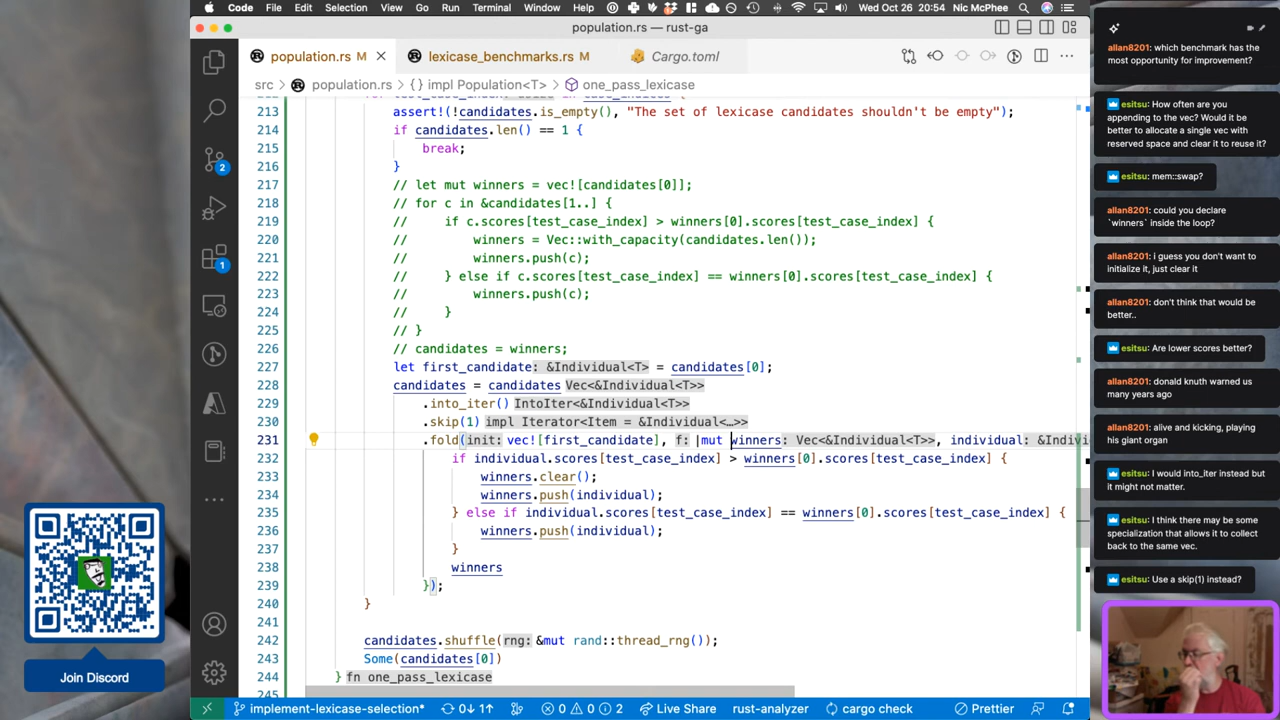 Code File Edit Selection View Go Run Terminal Window Help Wed Oct 26 20:54 Nic McPhee
population.rs — rust-ga
population.rs M lexicase_benchmarks.rs M Cargo.toml
src > population.rs > {} impl Population<T> > one_pass_lexicase
213 assert!(!candidates.is_empty(), "The set of lexicase candidates shouldn't be empty");
214 if candidates.len() == 1 {
215 break;
216 }
217 // let mut winners = vec![candidates[0]];
218 // for c in &candidates[1..] {
219 // if c.scores[test_case_index] > winners[0].scores[test_case_index] {
220 // winners = Vec::with_capacity(candidates.len());
221 // winners.push(c);
222 // } else if c.scores[test_case_index] == winners[0].scores[test_case_index] {
223 // winners.push(c);
224 // }
225 // }
226 // candidates = winners;
227 let first_candidate: &Individual<T> = candidates[0];
228 candidates = candidates Vec<&Individual<T>>
229 .into_iter() IntoIter<&Individual<T>>
230 .skip(1) impl Iterator<Item = &Individual<…>>
231 .fold(init: vec![first_candidate], f: |mut winners: Vec<&Individual<T>>, individual: &Indivi
232 if individual.scores[test_case_index] > winners[0].scores[test_case_index] {
233 winners.clear();
234 winners.push(individual);
235 } else if individual.scores[test_case_index] == winners[0].scores[test_case_index] {
236 winners.push(individual);
237 }
238 winners
239 });
240 }
241
242 candidates.shuffle(rng: &mut rand::thread_rng());
243 Some(candidates[0])
244 } fn one_pass_lexicase
245
implement-lexicase-selection* 0↓ 1↑ 0 0 2 Live Share rust-analyzer cargo check Prettier
2
1
Join Discord
allan8201: which benchmark has the
most opportunity for improvement?
esitsu: How often are you
appending to the vec? Would it be
better to allocate a single vec with
reserved space and clear it to reuse it?
esitsu: mem::swap?
allan8201: could you declare
`winners` inside the loop?
allan8201: i guess you don't want to
initialize it, just clear it
allan8201: don't think that would be
better..
esitsu: Are lower scores better?
allan8201: donald knuth warned us
many years ago
allan8201: alive and kicking, playing
his giant organ
esitsu: I would into_iter instead but
it might not matter.
esitsu: I think there may be some
specialization that allows it to collect
back to the same vec.
esitsu: Use a skip(1) instead?